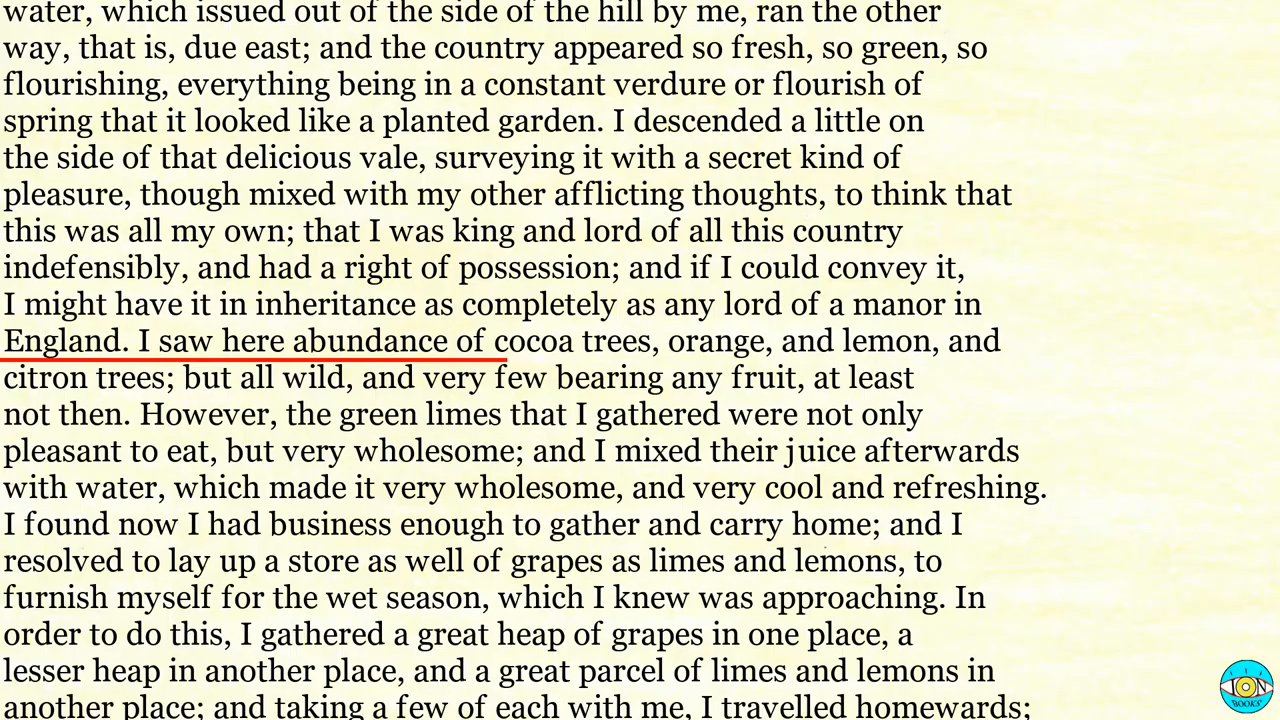 water, which issued out of the side of the hill by me, ran the other
way, that is, due east; and the country appeared so fresh, so green, so
flourishing, everything being in a constant verdure or flourish of
spring that it looked like a planted garden. I descended a little on
the side of that delicious vale, surveying it with a secret kind of
pleasure, though mixed with my other afflicting thoughts, to think that
this was all my own; that I was king and lord of all this country
indefensibly, and had a right of possession; and if I could convey it,
I might have it in inheritance as completely as any lord of a manor in
England. I saw here abundance of cocoa trees, orange, and lemon, and
citron trees; but all wild, and very few bearing any fruit, at least
not then. However, the green limes that I gathered were not only
pleasant to eat, but very wholesome; and I mixed their juice afterwards
with water, which made it very wholesome, and very cool and refreshing.
I found now I had business enough to gather and carry home; and I
resolved to lay up a store as well of grapes as limes and lemons, to
furnish myself for the wet season, which I knew was approaching. In
order to do this, I gathered a great heap of grapes in one place, a
lesser heap in another place, and a great parcel of limes and lemons in
another place; and taking a few of each with me, I travelled homewards;
ION
BOOKS